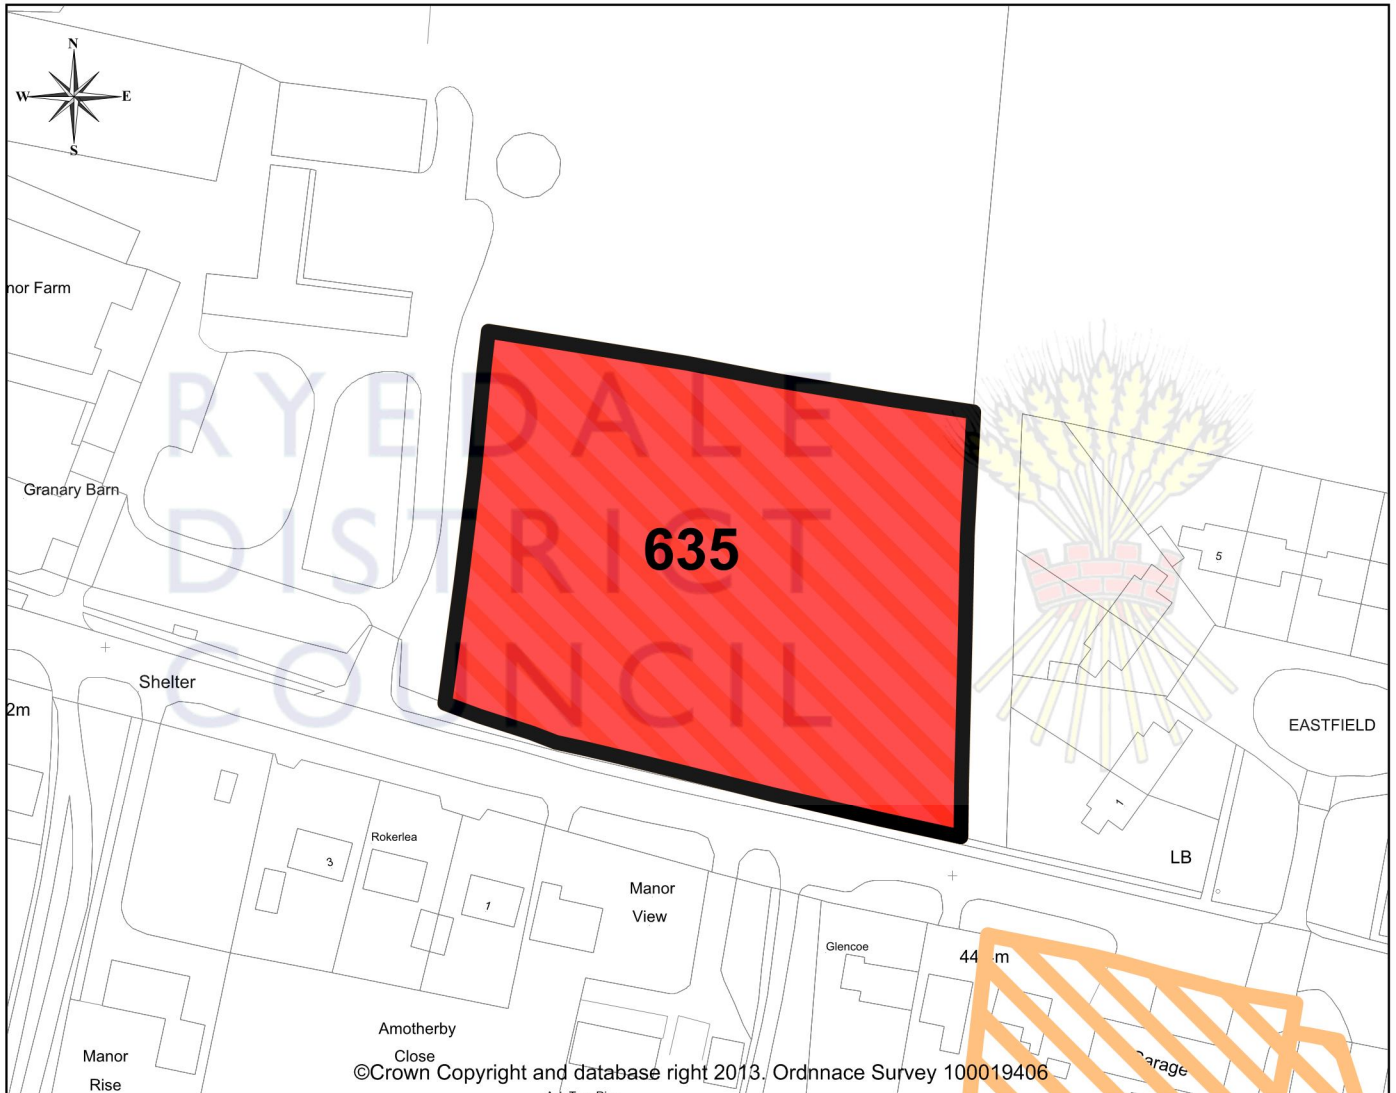 N
W E
S
nor Farm
RYEDALE
Granary Barn
DISTRICT
635
5
COUNCIL
Shelter
2m
EASTFIELD
1
Rokerlea
3
LB
Manor
View
1
Glencoe
m
Amotherby
Close
Manor
Rise
Garage
©Crown Copyright and database right 2013. Ordnnace Survey 100019406